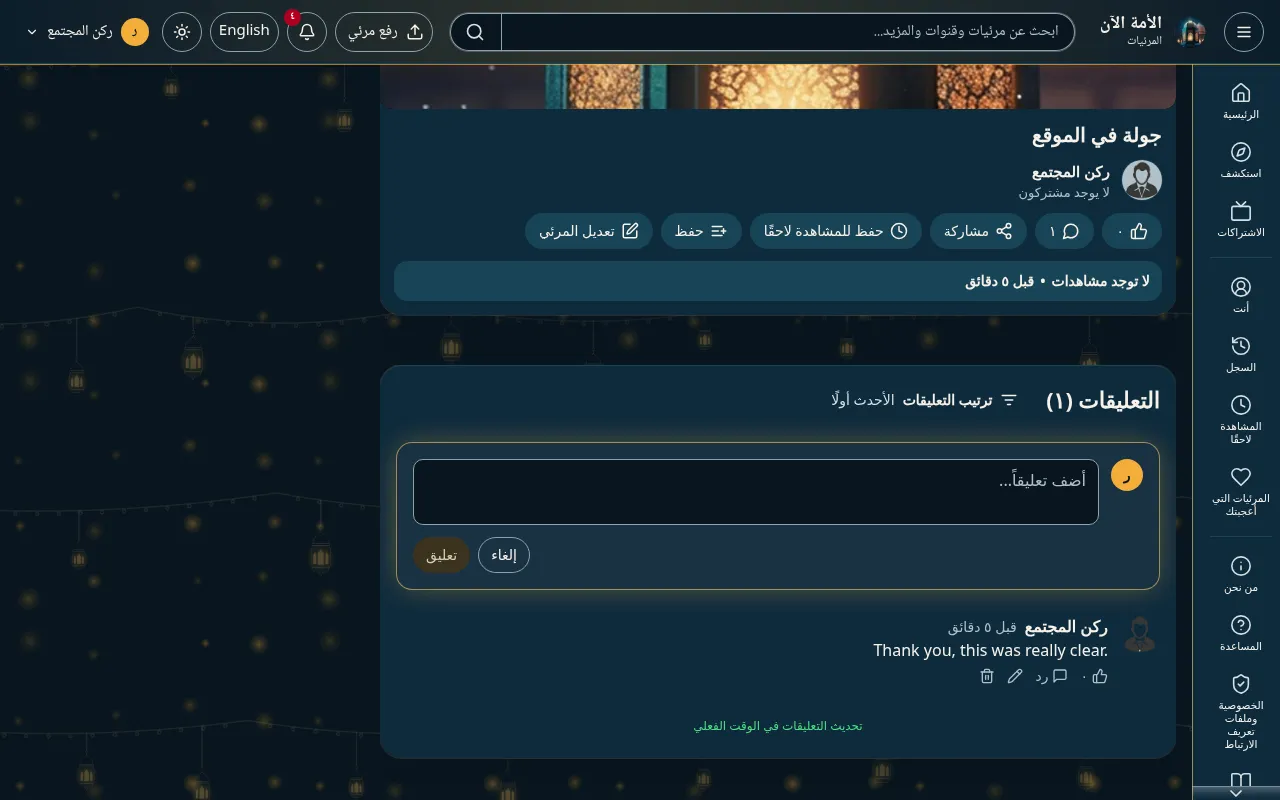 الأمة الآن
المرئيات
ابحث عن مرئيات وقنوات والمزيد...
رفع مرئي
٤
English
ر
ركن المجتمع
الرئيسية
استكشف
الاشتراكات
أنت
السجل
المشاهدة
لاحقًا
المرئيات التي
أعجبتك
من نحن
المساعدة
الخصوصية
وملفات
تعريف
الارتباط
جولة في الموقع
ركن المجتمع
لا يوجد مشتركون
٠
١
مشاركة
حفظ للمشاهدة لاحقًا
حفظ
تعديل المرئي
لا توجد مشاهدات • قبل ٥ دقائق
التعليقات (١)
ترتيب التعليقات الأحدث أولًا
ر
أضف تعليقاً...
إلغاء
تعليق
ركن المجتمع قبل ٥ دقائق
Thank you, this was really clear.
٠ رد
تحديث التعليقات في الوقت الفعلي